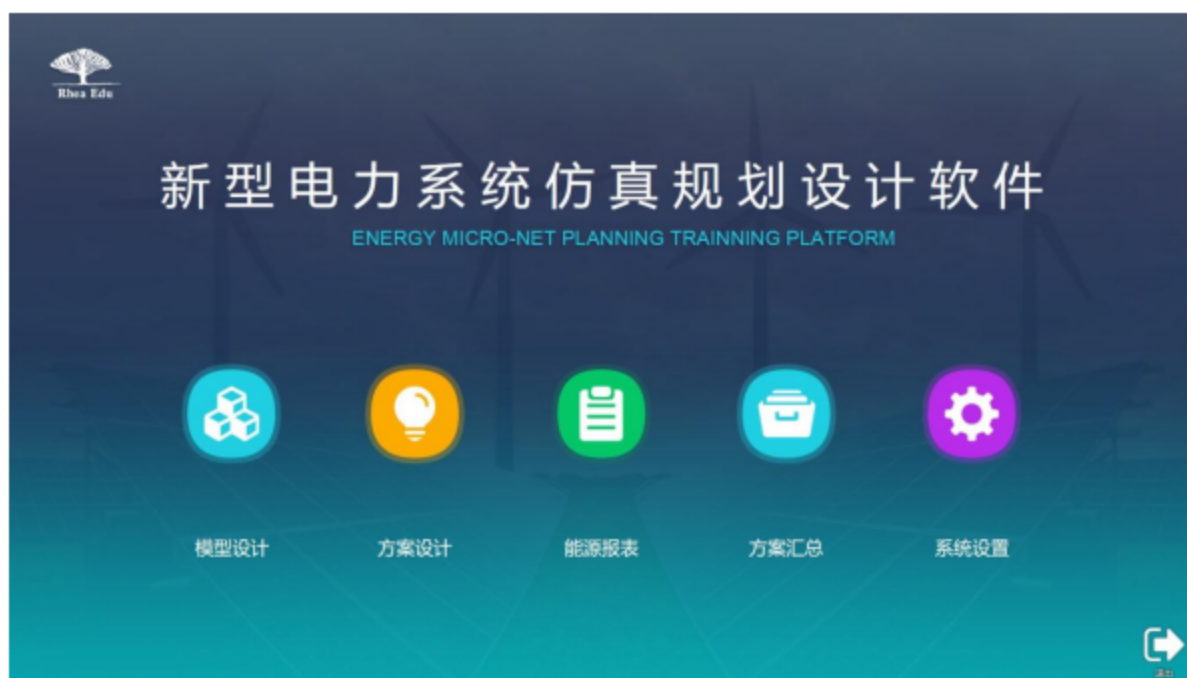 Rhea Edu
新型电力系统仿真规划设计软件
ENERGY MICRO-NET PLANNING TRAINNING PLATFORM
模型设计
方案设计
能源报表
方案汇总
系统设置
退出